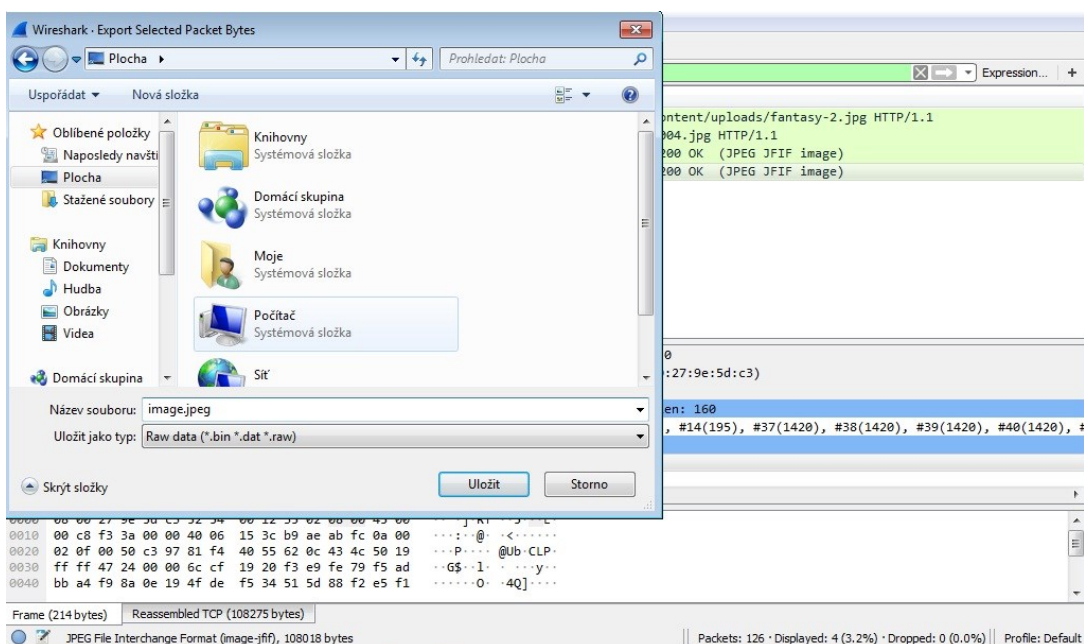 Wireshark · Export Selected Packet Bytes
Plocha
Prohledat: Plocha
Expression... +
Uspořádat
Nová složka
Oblíbené položky
Naposledy navšti
Plocha
Stažené soubory
Knihovny
Dokumenty
Hudba
Obrázky
Videa
Domácí skupina
Knihovny
Systémová složka
Domácí skupina
Systémová složka
Moje
Systémová složka
Počítač
Systémová složka
Síť
Název souboru: image.jpeg
Uložit jako typ: Raw data (*.bin *.dat *.raw)
Skrýt složky
Uložit
Storno
ontent/uploads/fantasy-2.jpg HTTP/1.1
004.jpg HTTP/1.1
200 OK (JPEG JFIF image)
200 OK (JPEG JFIF image)
0
:27:9e:5d:c3)
en: 160
, #14(195), #37(1420), #38(1420), #39(1420), #40(1420), #
0010 00 c8 f3 3a 00 00 40 06 15 3c b9 ae ab fc 0a 00 ···:··@· ·<······
0020 02 0f 00 50 c3 97 81 f4 40 55 62 0c 43 4c 50 19 ···P···· @Ub·CLP·
0030 ff ff 47 24 00 00 6c cf 19 20 f3 e9 fe 79 f5 ad ··G$··l· · ···y··
0040 bb a4 f9 8a 0e 19 4f de f5 34 51 5d 88 f2 e5 f1 ······O· ·4Q]····
Frame (214 bytes)
Reassembled TCP (108275 bytes)
JPEG File Interchange Format (image-jfif), 108018 bytes
Packets: 126 · Displayed: 4 (3.2%) · Dropped: 0 (0.0%)
Profile: Default